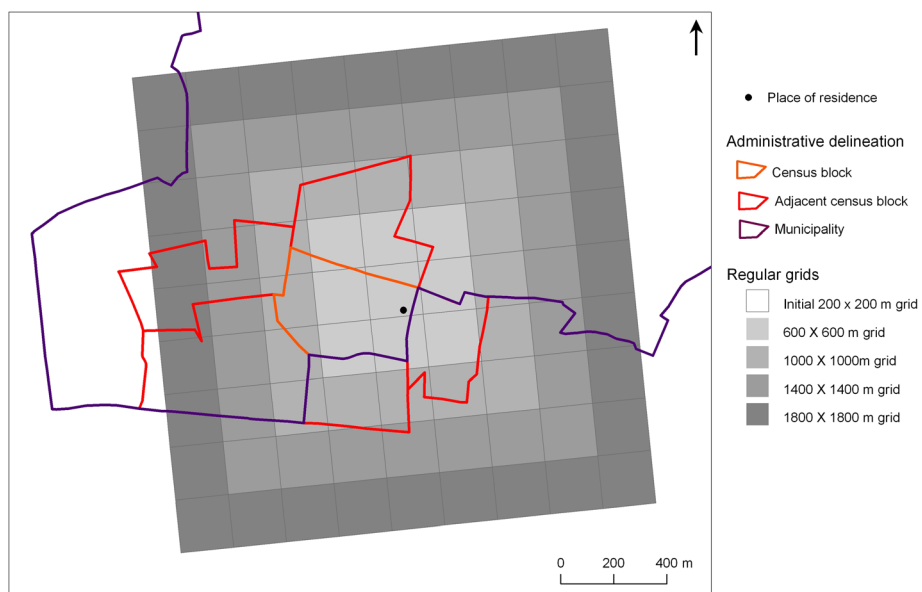 Place of residence
Administrative delineation
Census block
Adjacent census block
Municipality
Regular grids
Initial 200 x 200 m grid
600 X 600 m grid
1000 X 1000m grid
1400 X 1400 m grid
1800 X 1800 m grid
0 200 400 m